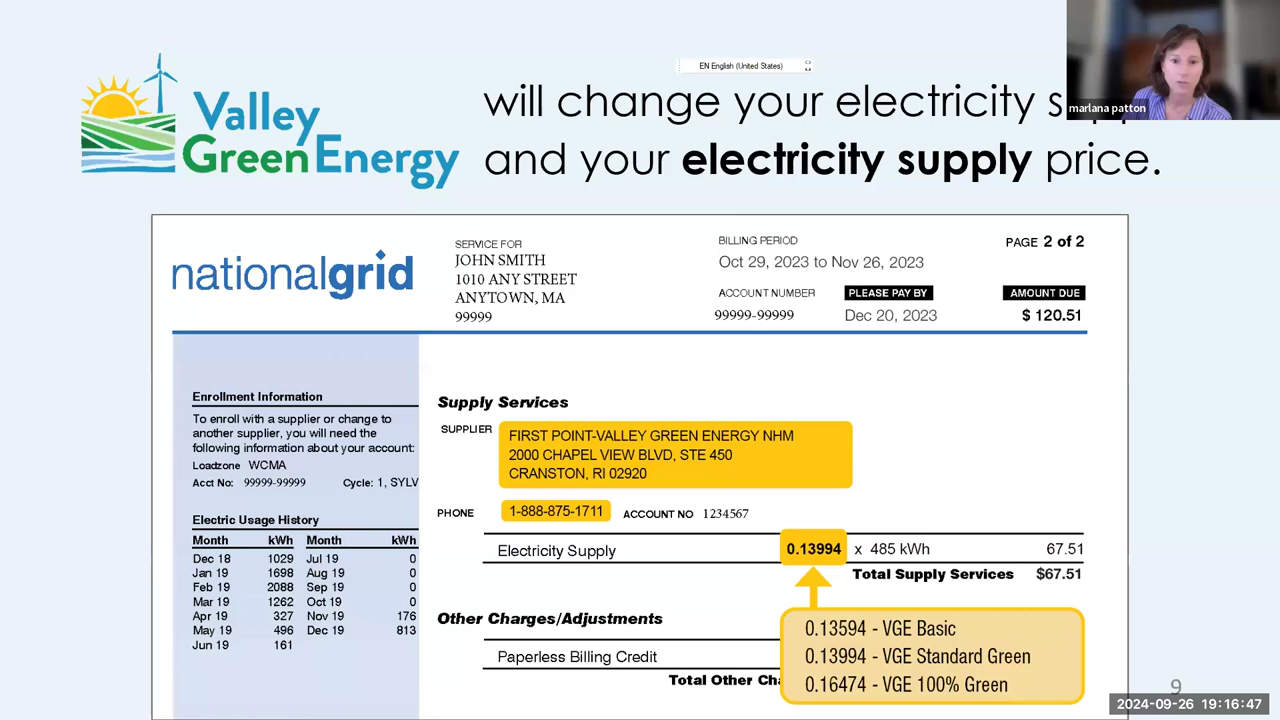 EN English (United States)
marlana patton
Valley
GreenEnergy
will change your electricity
and your electricity supply price.
nationalgrid
SERVICE FOR
JOHN SMITH
1010 ANY STREET
ANYTOWN, MA
99999
BILLING PERIOD
Oct 29, 2023 to Nov 26, 2023
PAGE 2 of 2
ACCOUNT NUMBER PLEASE PAY BY AMOUNT DUE
99999-99999 Dec 20, 2023 $ 120.51
Enrollment Information
To enroll with a supplier or change to
another supplier, you will need the
following information about your account:
Loadzone WCMA
Acct No: 99999-99999 Cycle: 1, SYLV
Electric Usage History
Month kWh Month kWh
Dec 18 1029 Jul 19 0
Jan 19 1698 Aug 19 0
Feb 19 2088 Sep 19 0
Mar 19 1262 Oct 19 0
Apr 19 327 Nov 19 176
May 19 496 Dec 19 813
Jun 19 161
Supply Services
SUPPLIER
FIRST POINT-VALLEY GREEN ENERGY NHM
2000 CHAPEL VIEW BLVD, STE 450
CRANSTON, RI 02920
PHONE 1-888-875-1711 ACCOUNT NO 1234567
Electricity Supply 0.13994 x 485 kWh 67.51
Total Supply Services $67.51
Other Charges/Adjustments
Paperless Billing Credit
Total Other
0.13594 - VGE Basic
0.13994 - VGE Standard Green
0.16474 - VGE 100% Green
9
2024-09-26 19:16:47